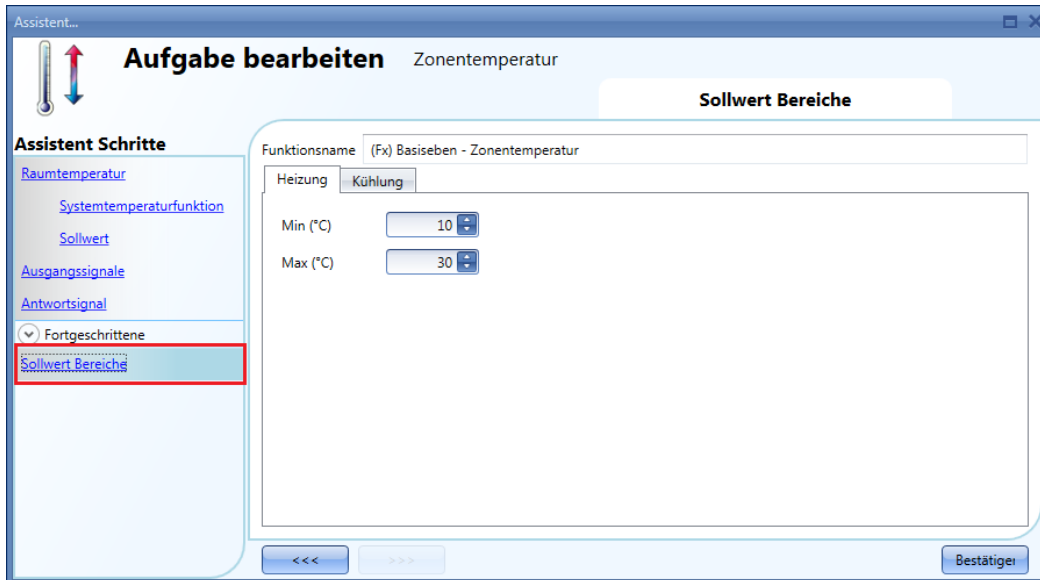 Assistent...
Aufgabe bearbeiten Zonentemperatur
Sollwert Bereiche
Assistent Schritte
Raumtemperatur
Systemtemperaturfunktion
Sollwert
Ausgangssignale
Antwortsignal
Fortgeschrittene
Sollwert Bereiche
Funktionsname (Fx) Basiseben - Zonentemperatur
Heizung Kühlung
Min (°C) 10
Max (°C) 30
<<< >>> Bestätiger